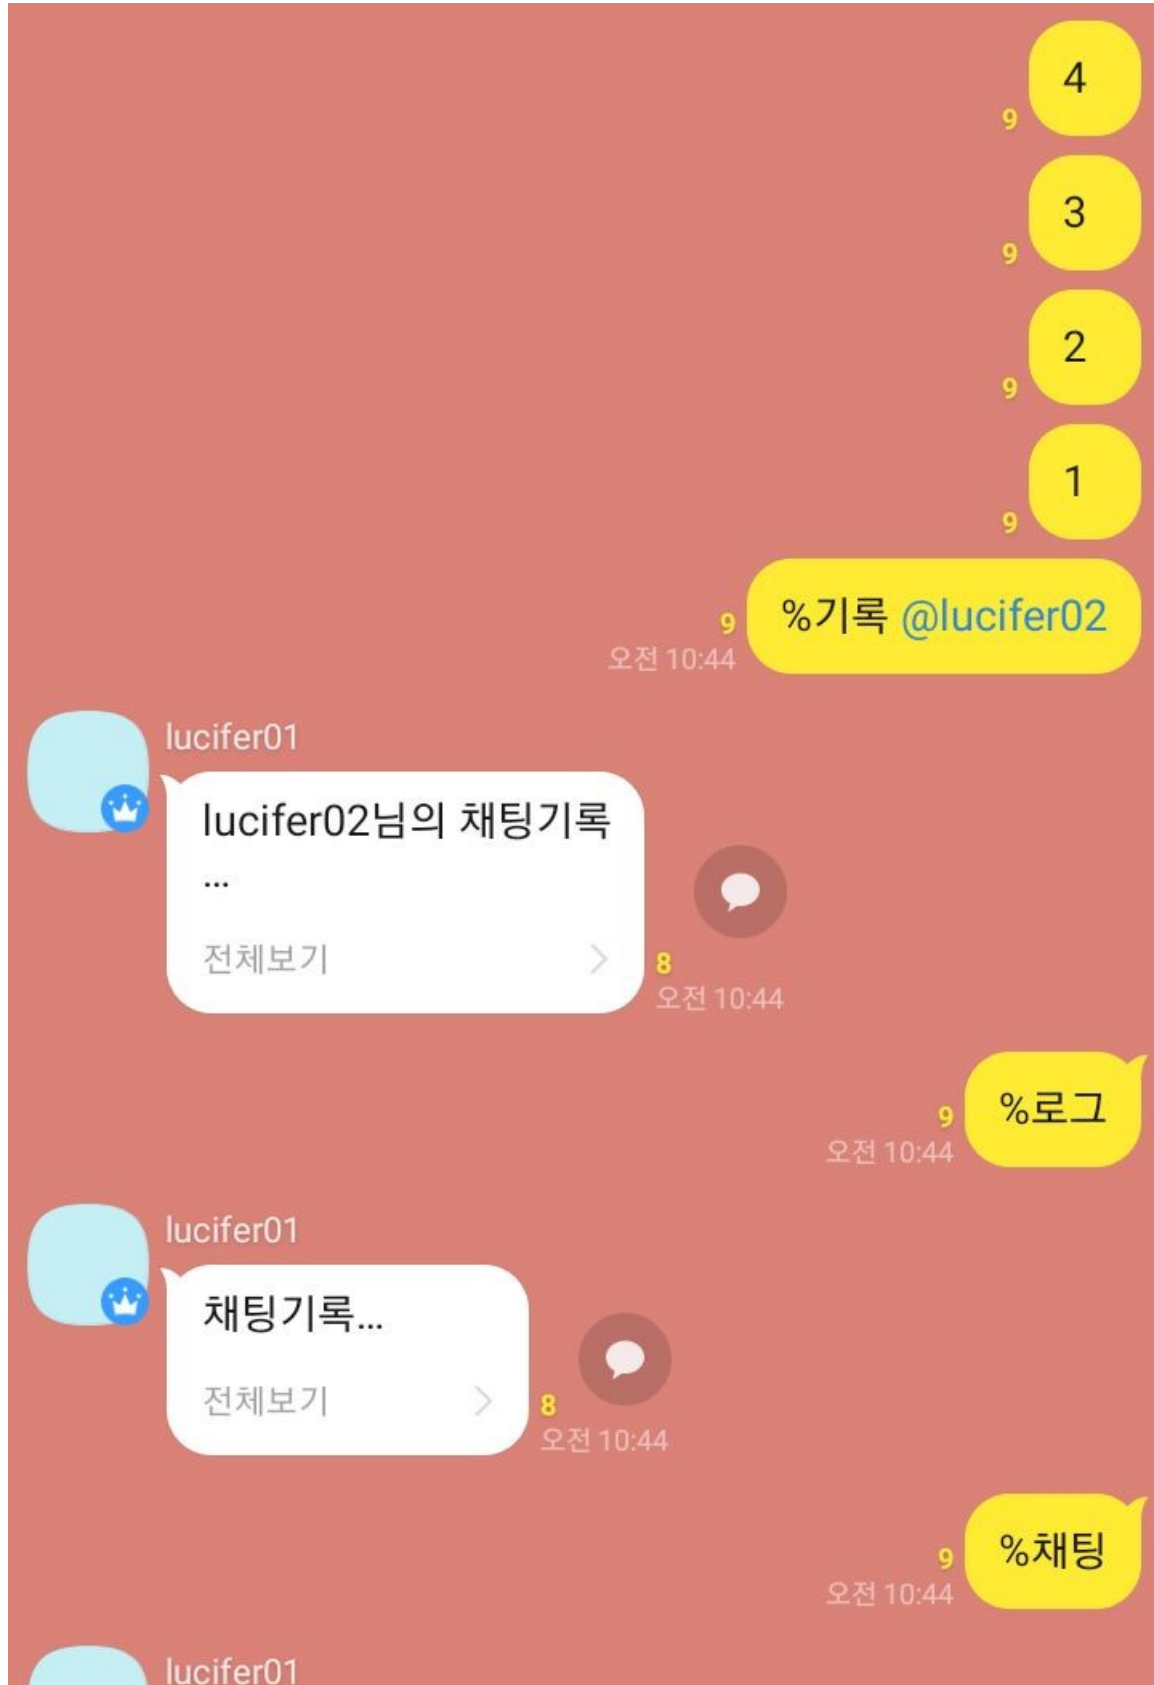 4
9
3
9
2
9
1
9
%기록 @lucifer02
9
오전 10:44
lucifer01
lucifer02님의 채팅기록
...
전체보기
8
오전 10:44
%로그
9
오전 10:44
lucifer01
채팅기록...
전체보기
8
오전 10:44
%채팅
9
오전 10:44
lucifer01